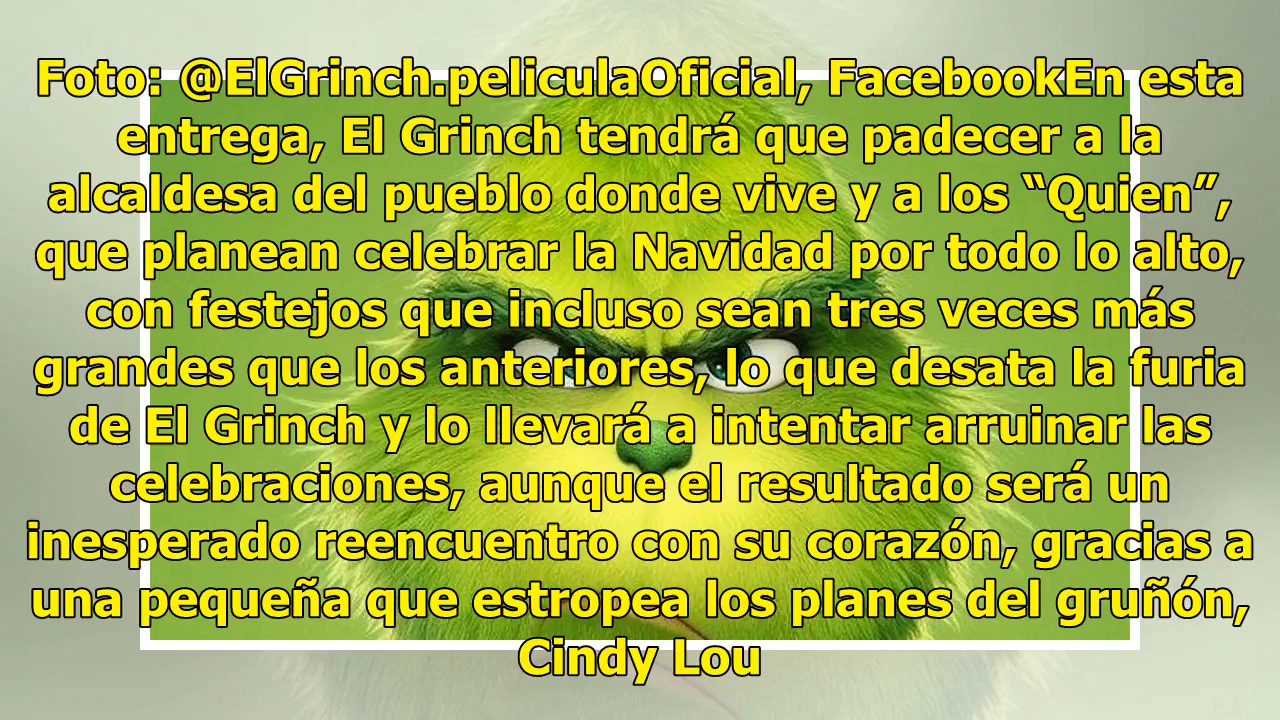 Foto: @ElGrinch.peliculaOficial, FacebookEn esta
entrega, El Grinch tendrá que padecer a la
alcaldesa del pueblo donde vive y a los “Quien”,
que planean celebrar la Navidad por todo lo alto,
con festejos que incluso sean tres veces más
grandes que los anteriores, lo que desata la furia
de El Grinch y lo llevará a intentar arruinar las
celebraciones, aunque el resultado será un
inesperado reencuentro con su corazón, gracias a
una pequeña que estropea los planes del gruñón,
Cindy Lou